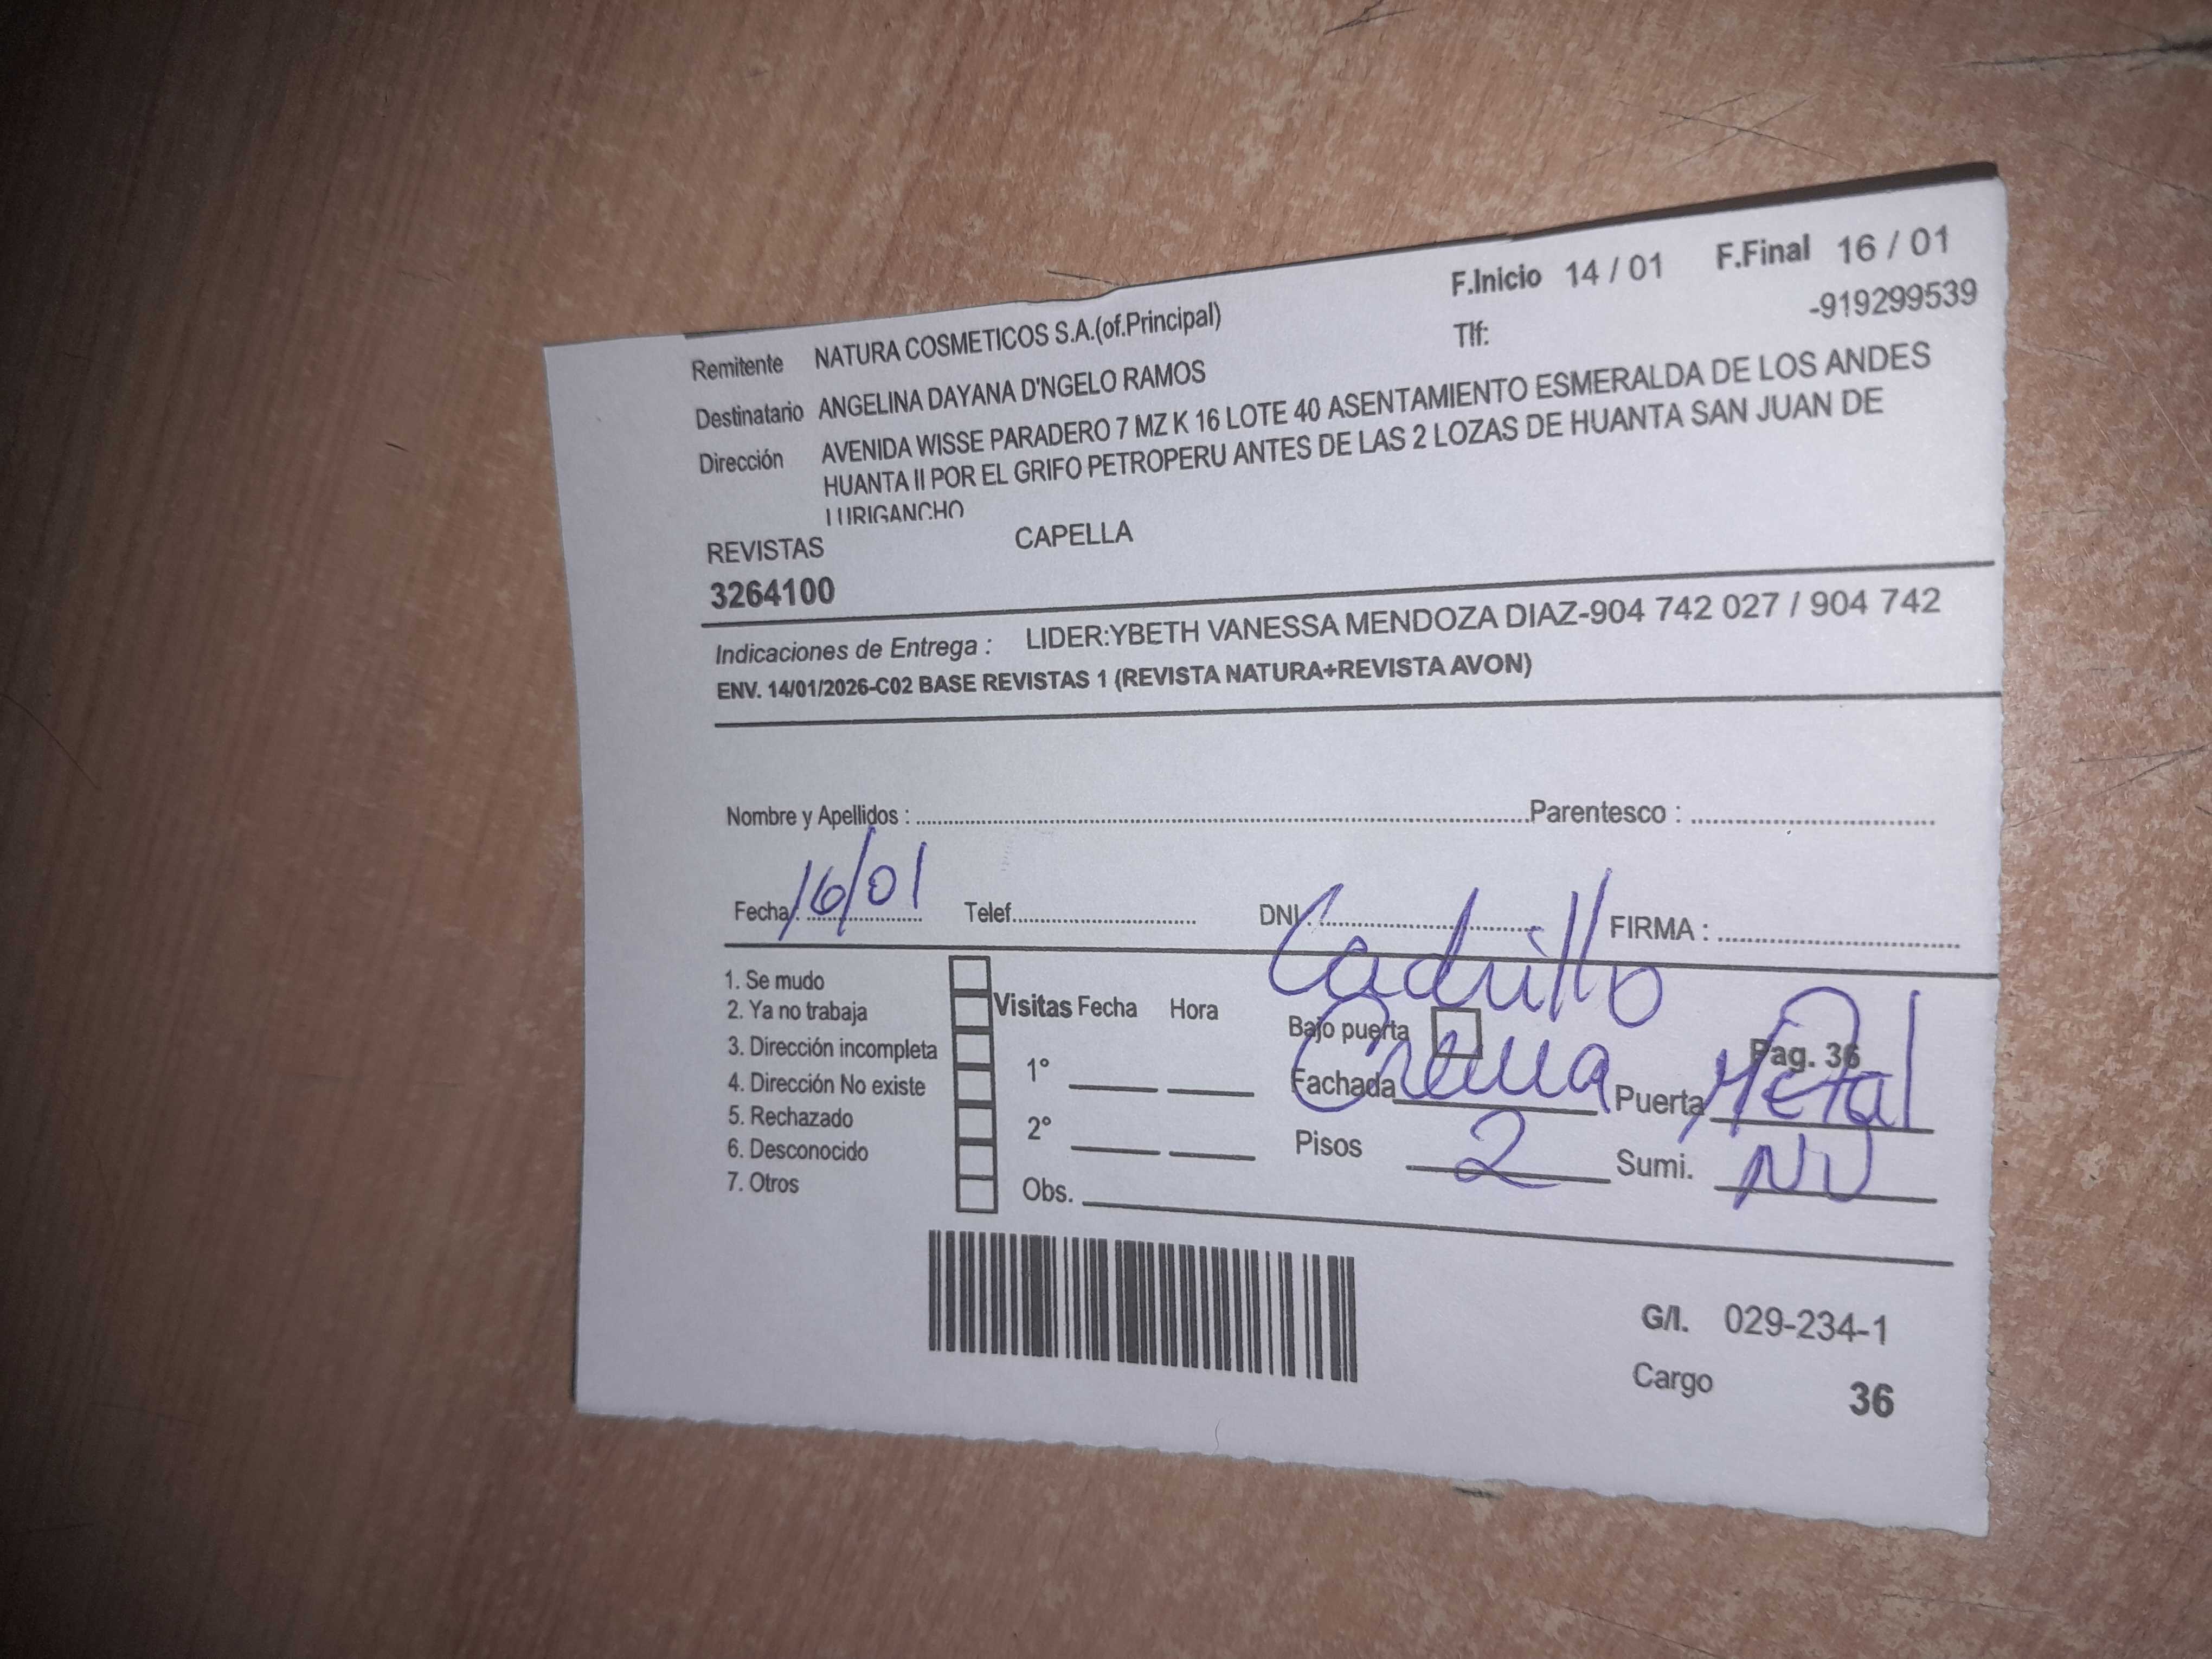 F.Inicio 14 / 01 F.Final 16 / 01
Remitente NATURA COSMETICOS S.A.(of.Principal) Tlf: -919299539
Destinatario ANGELINA DAYANA D'NGELO RAMOS
Dirección AVENIDA WISSE PARADERO 7 MZ K 16 LOTE 40 ASENTAMIENTO ESMERALDA DE LOS ANDES
HUANTA II POR EL GRIFO PETROPERU ANTES DE LAS 2 LOZAS DE HUANTA SAN JUAN DE
LURIGANCHO
REVISTAS CAPELLA
3264100
Indicaciones de Entrega : LIDER:YBETH VANESSA MENDOZA DIAZ-904 742 027 / 904 742
ENV. 14/01/2026-C02 BASE REVISTAS 1 (REVISTA NATURA+REVISTA AVON)
Nombre y Apellidos : Parentesco :
Fecha: 16/01 Telef. DNI. FIRMA :
Ladrillo
1. Se mudo
2. Ya no trabaja
3. Dirección incompleta
4. Dirección No existe
5. Rechazado
6. Desconocido
7. Otros
Visitas Fecha Hora
1°
2°
Obs.
Bajo puerta Pag. 36
Fachada Crema Puerta Metal
Pisos 2 Sumi. NV
G/I. 029-234-1
Cargo 36